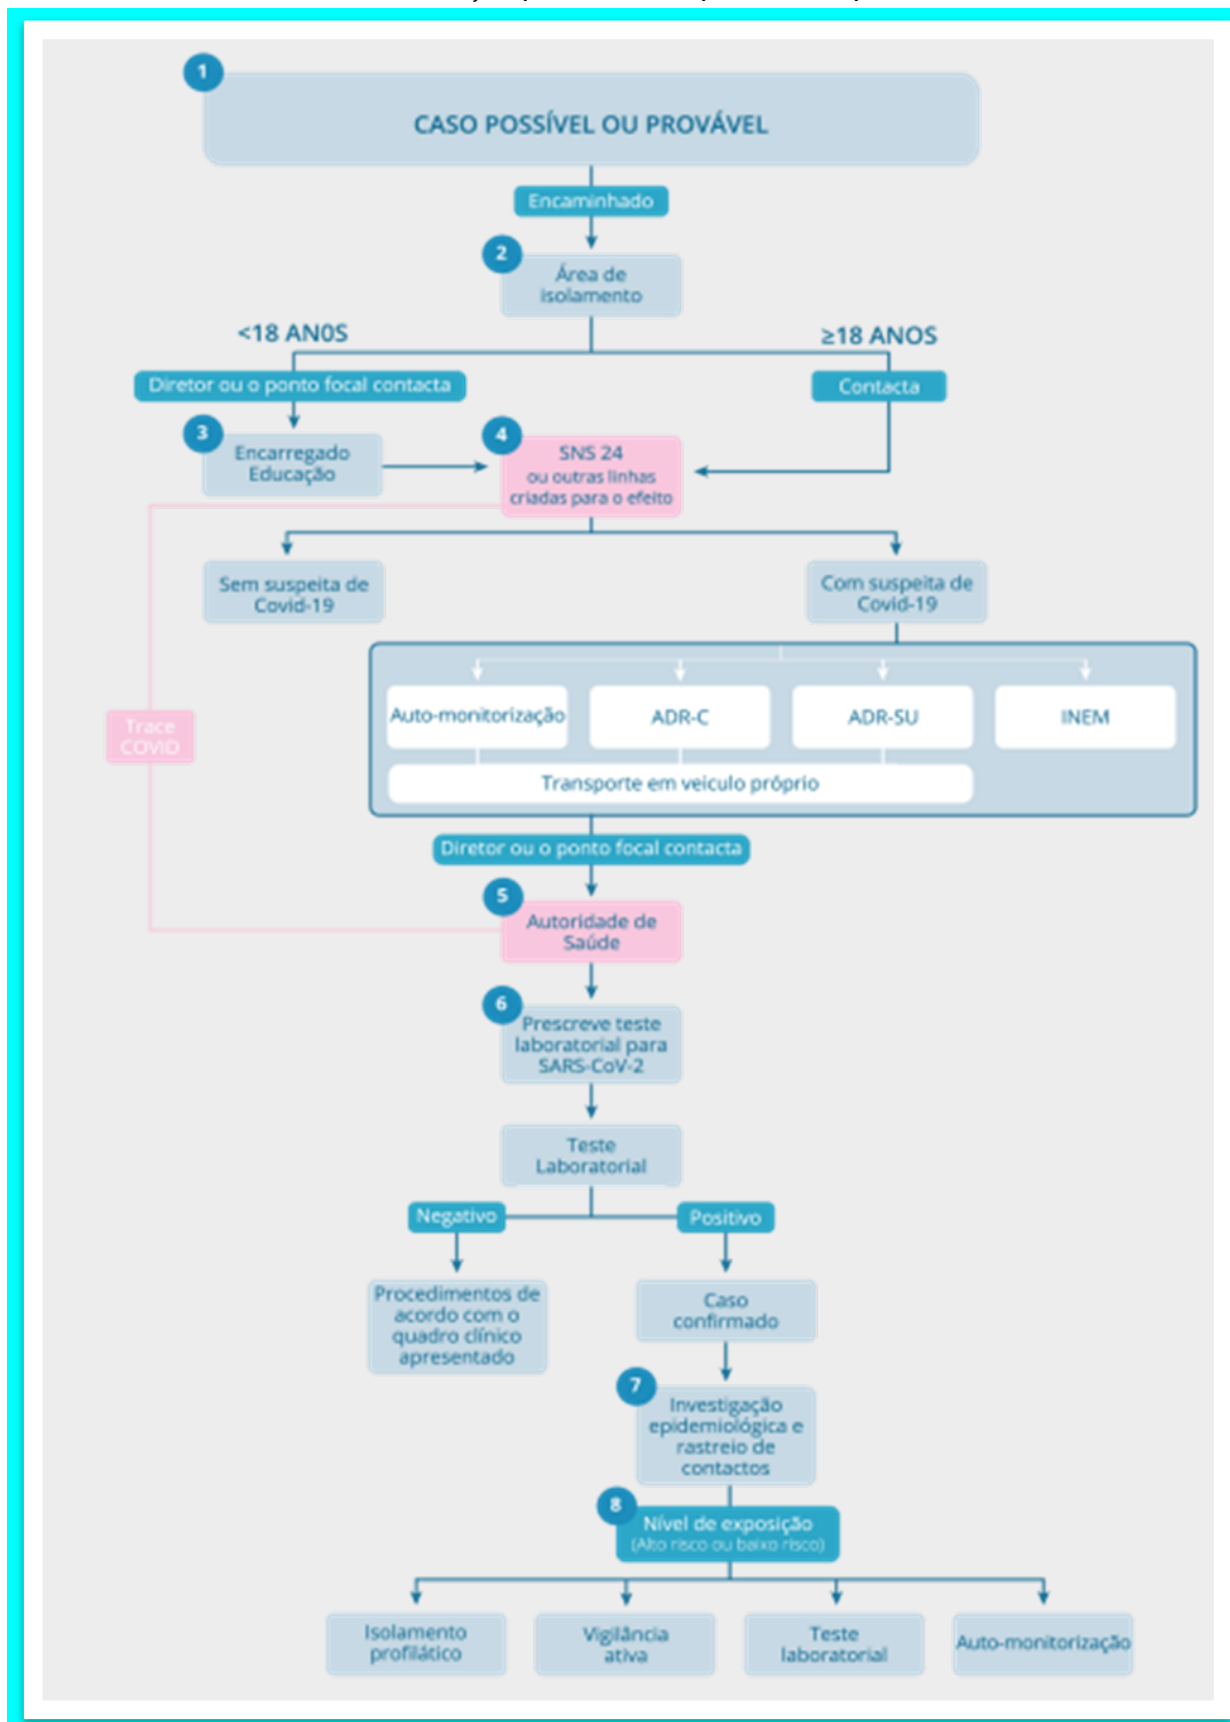 1
CASO POSSÍVEL OU PROVÁVEL
Encaminhado
2
Área de
isolamento
<18 AN0S
≥18 ANOS
Diretor ou o ponto focal contacta
Contacta
3
Encarregado
Educação
4
SNS 24
ou outras linhas
criadas para o efeito
Sem suspeita de
Covid-19
Com suspeita de
Covid-19
Auto-monitorização
ADR-C
ADR-SU
INEM
Trace
COVID
Transporte em veiculo próprio
Diretor ou o ponto focal contacta
5
Autoridade de
Saúde
6
Prescreve teste
laboratorial para
SARS-CoV-2
Teste
Laboratorial
Negativo
Positivo
Procedimentos de
acordo com o
quadro clínico
apresentado
Caso
confirmado
7
Investigação
epidemiológica e
rastreio de
contactos
8
Nível de exposição
(Alto risco ou baixo risco)
Isolamento
profilático
Vigilância
ativa
Teste
laboratorial
Auto-monitorização